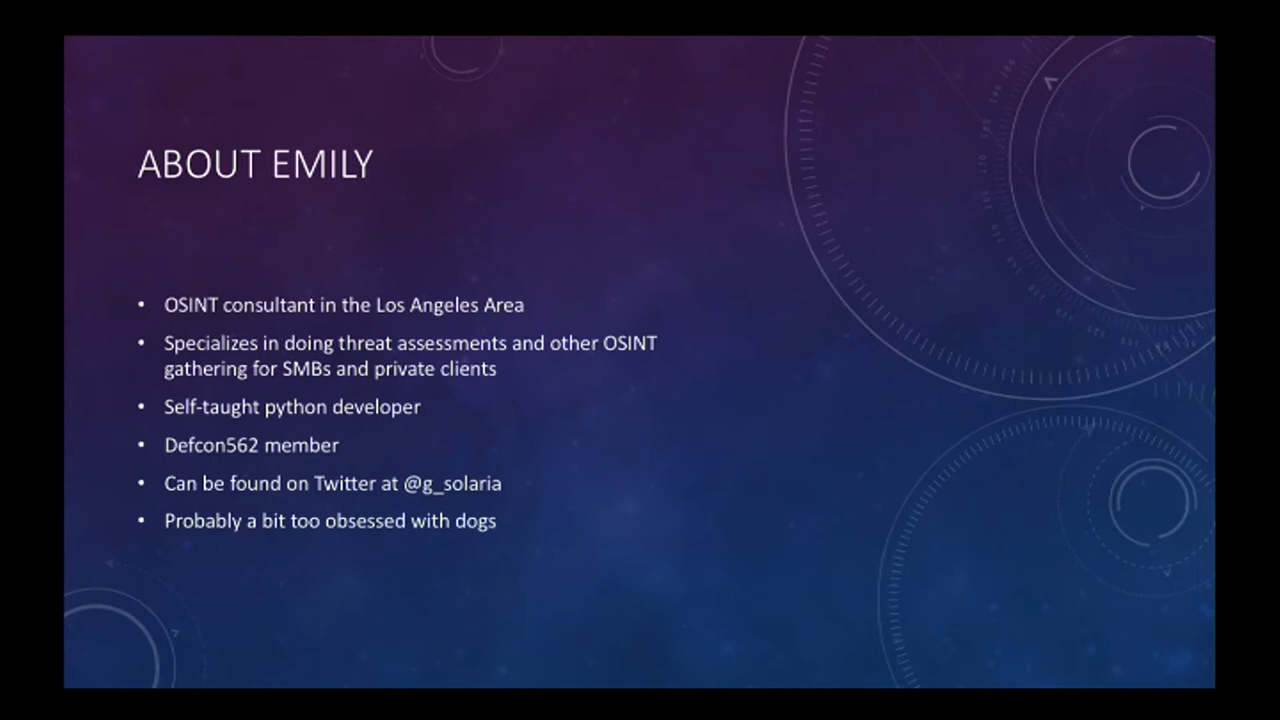 ABOUT EMILY
• OSINT consultant in the Los Angeles Area
• Specializes in doing threat assessments and other OSINT
gathering for SMBs and private clients
• Self-taught python developer
• Defcon562 member
• Can be found on Twitter at @g_solaria
• Probably a bit too obsessed with dogs